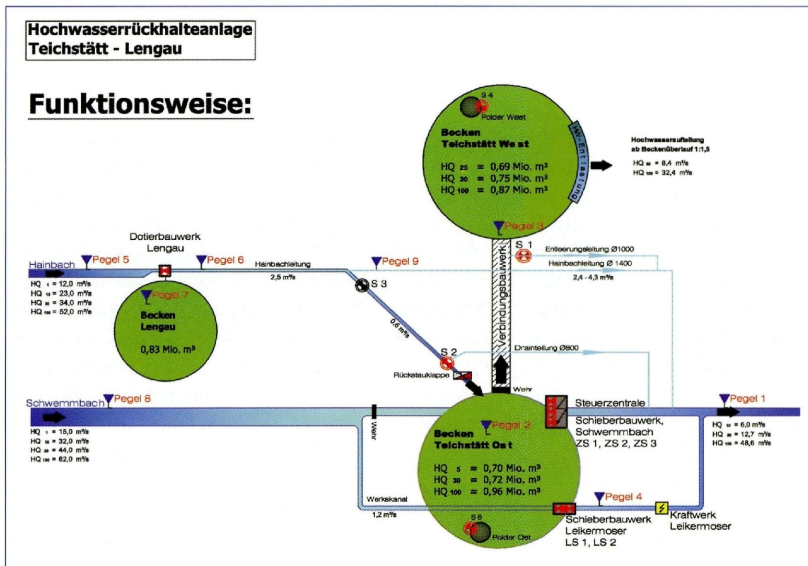 Hochwasserrückhalteanlage
Teichstätt - Lengau
Funktionsweise:
S 4
Polder West
Becken
Teichstätt West
HQ 25 = 0,69 Mio. m³
HQ 30 = 0,75 Mio. m³
HQ 100 = 0,87 Mio. m³
HW-Entlastung
Hochwasseraufteilung
ab Beckenüberlauf 1:1,5
HQ 30 = 8,4 m³/s
HQ 100 = 32,4 m³/s
Pegel 3
Dotierbauwerk
Lengau
Pegel 5
Pegel 6
Hainbachleitung
Pegel 9
2,5 m³/s
S 1
Entleerungsleitung Ø1000
Hainbachleitung Ø 1400
2,4 - 4,3 m³/s
Hainbach
HQ 1 = 12,0 m³/s
HQ 10 = 23,0 m³/s
HQ 30 = 34,0 m³/s
HQ 100 = 52,0 m³/s
Pegel 7
Becken
Lengau
0,83 Mio. m³
S 3
0,6 m³/s
Verbindungsbauwerk
S 2
Drainteilung Ø800
Rückstauklappe
Wehr
Pegel 8
Schwemmbach
HQ 1 = 15,0 m³/s
HQ 10 = 32,0 m³/s
HQ 30 = 44,0 m³/s
HQ 100 = 62,0 m³/s
Wehr
Pegel 2
Becken
Teichstätt Ost
HQ 5 = 0,70 Mio. m³
HQ 30 = 0,72 Mio. m³
HQ 100 = 0,96 Mio. m³
Steuerzentrale
Schieberbauwerk,
Schwemmbach
ZS 1, ZS 2, ZS 3
Pegel 1
HQ 10 = 6,0 m³/s
HQ 30 = 12,7 m³/s
HQ 100 = 48,6 m³/s
Werkskanal
1,2 m³/s
Pegel 4
Schieberbauwerk
Leikermoser
LS 1, LS 2
Kraftwerk
Leikermoser
Polder Ost